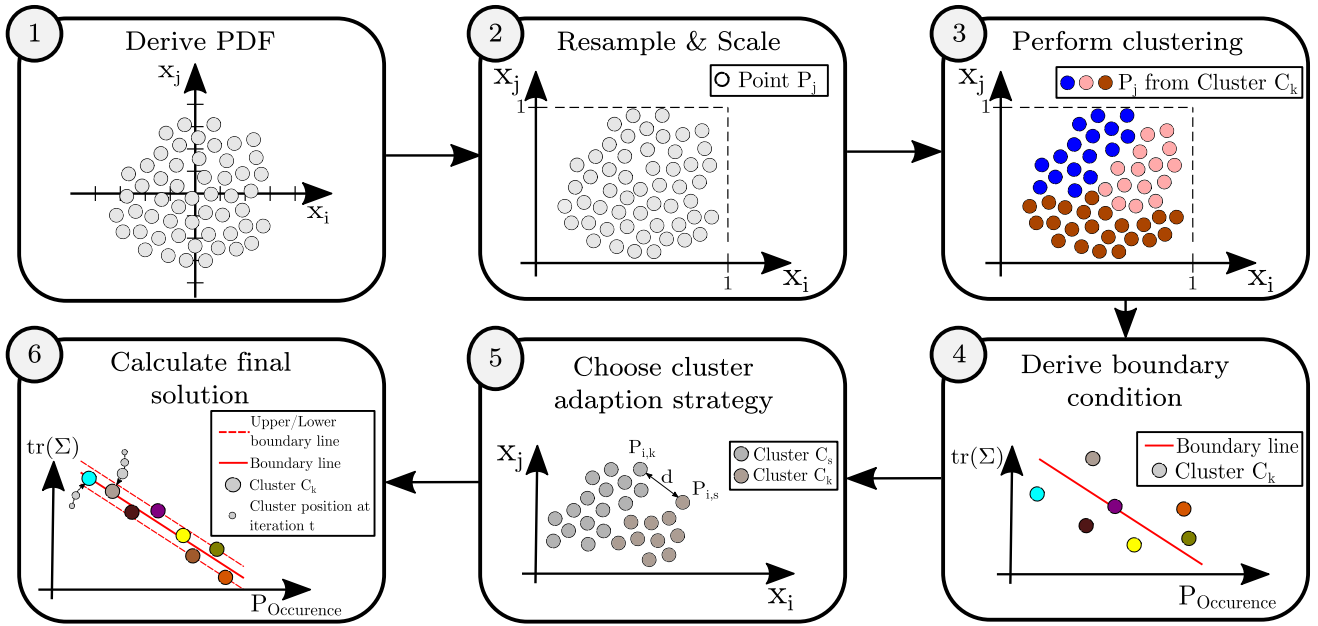 1
Derive PDF
xj
xi
2
Resample & Scale
xj
Point Pj
1
1
xi
3
Perform clustering
xj
Pj from Cluster Ck
1
1
xi
6
Calculate final
solution
Upper/Lower
boundary line
Boundary line
Cluster Ck
Cluster position at
iteration t
tr(Σ)
POccurence
5
Choose cluster
adaption strategy
xj
Pi,k
d
Pi,s
Cluster Cs
Cluster Ck
xi
4
Derive boundary
condition
tr(Σ)
Boundary line
Cluster Ck
POccurence